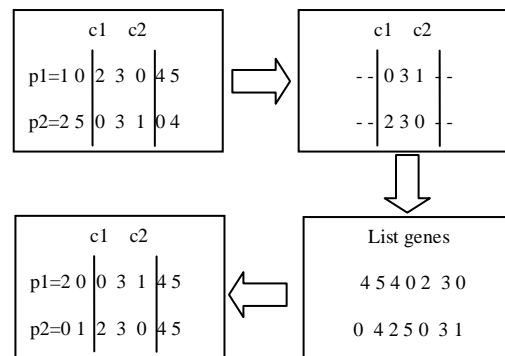 c1 c2
p1=1 0 2 3 0 4 5
p2=2 5 0 3 1 0 4
c1 c2
- - 0 3 1 - -
- - 2 3 0 - -
List genes
4 5 4 0 2 3 0
0 4 2 5 0 3 1
c1 c2
p1=2 0 0 3 1 4 5
p2=0 1 2 3 0 4 5